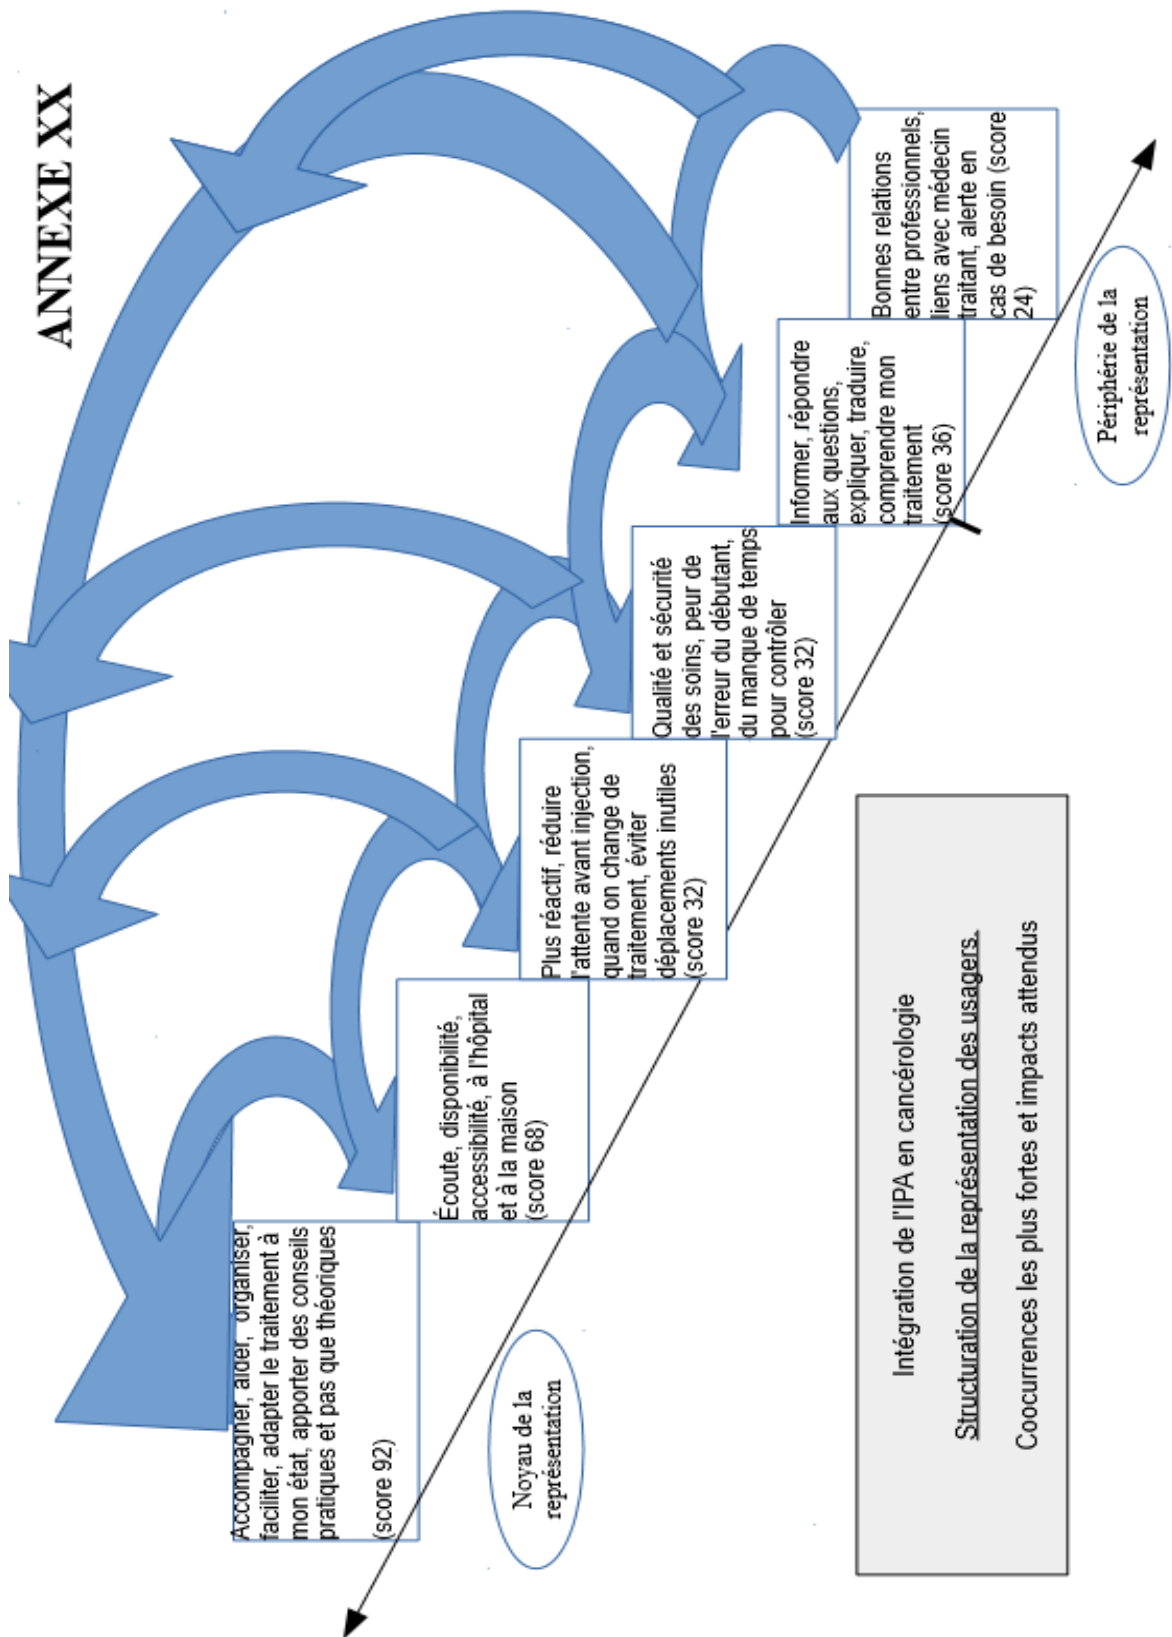 ANNEXE XX
Accompagner, aider, organiser,
faciliter, adapter le traitement à
mon état, apporter des conseils
pratiques et pas que théoriques
(score 92)
Écoute, disponibilité,
accessibilité, à l'hôpital
et à la maison
(score 68)
Plus réactif, réduire
l'attente avant injection,
quand on change de
traitement, éviter
déplacements inutiles
(score 32)
Qualité et sécurité
des soins, peur de
l'erreur du débutant,
du manque de temps
pour contrôler
(score 32)
Informer, répondre
aux questions,
expliquer, traduire,
comprendre mon
traitement
(score 36)
Bonnes relations
entre professionnels,
liens avec médecin
traitant, alerte en
cas de besoin (score
24)
Noyau de la
représentation
Périphérie de la
représentation
Intégration de l'IPA en cancérologie
Structuration de la représentation des usagers.
Coocurrences les plus fortes et impacts attendus